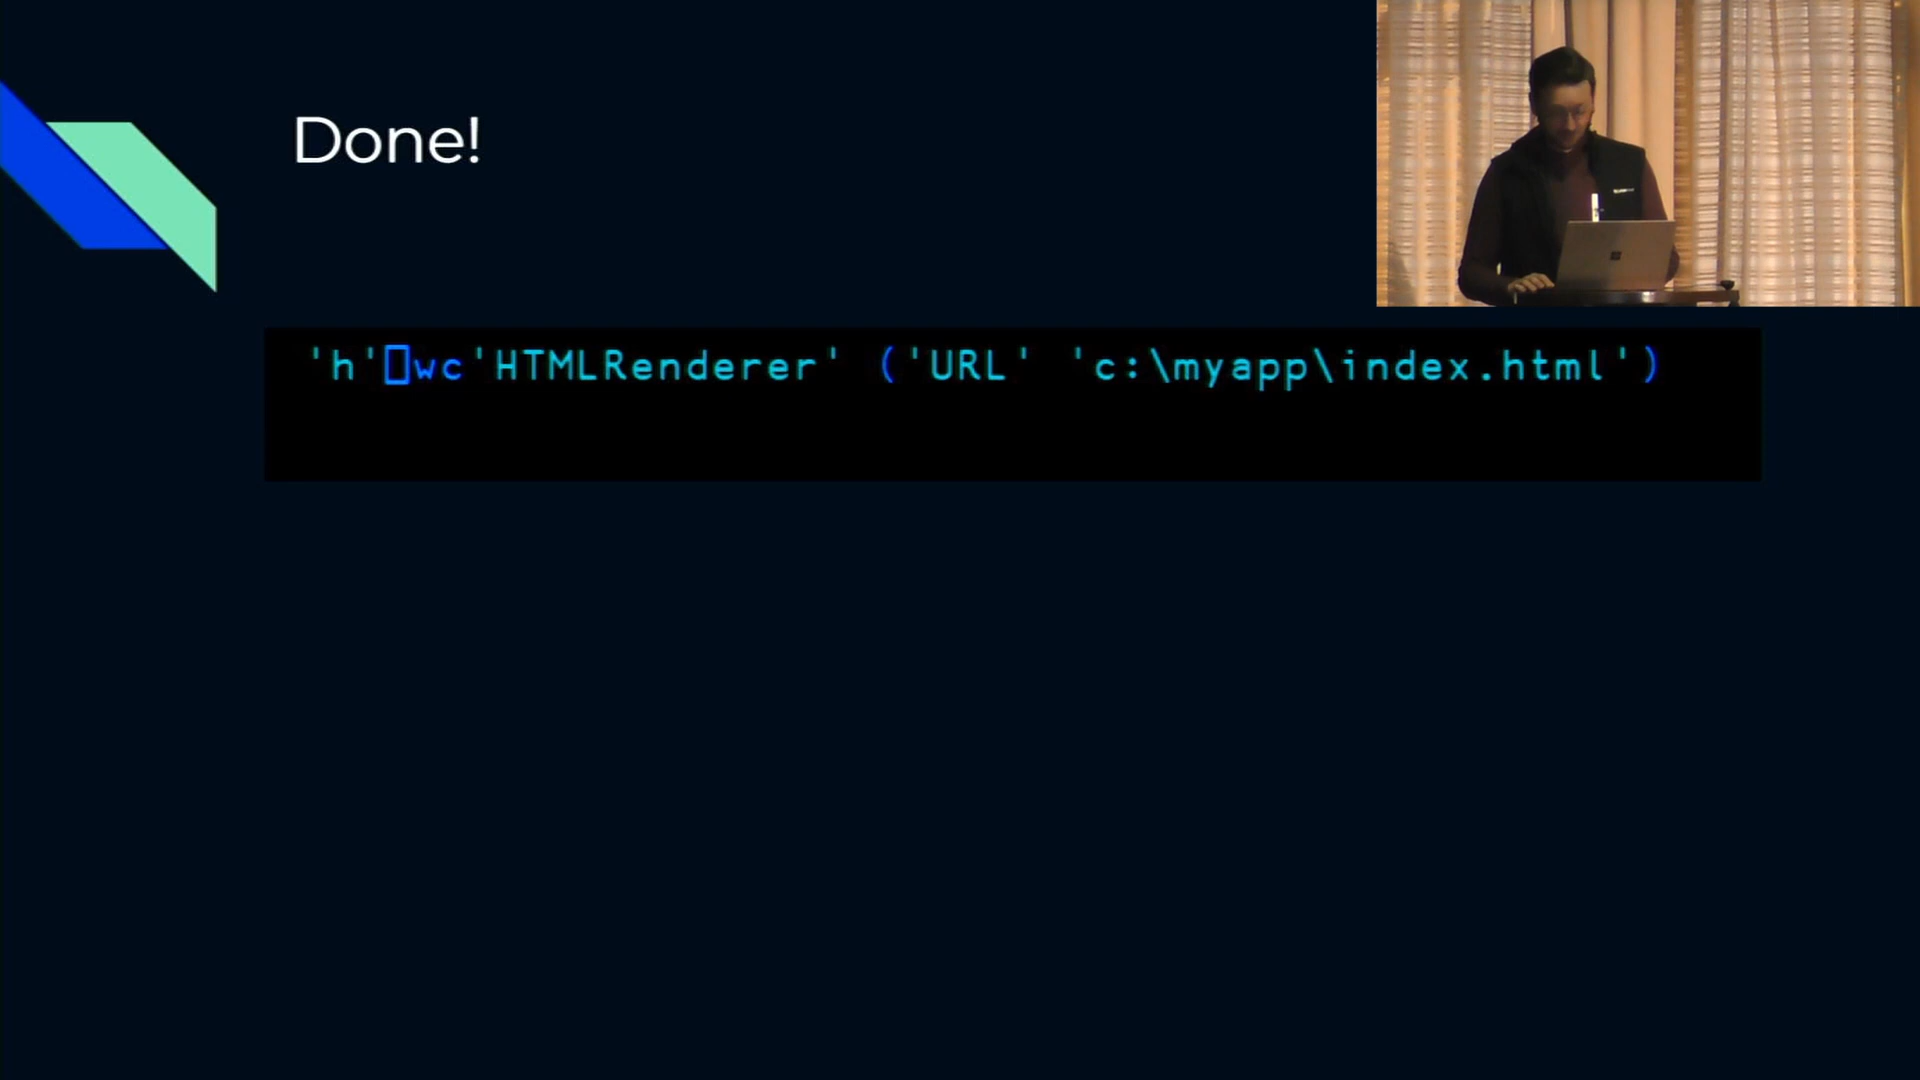 Done!
'h'⎕wc'HTMLRenderer' ('URL' 'c:\myapp\index.html')